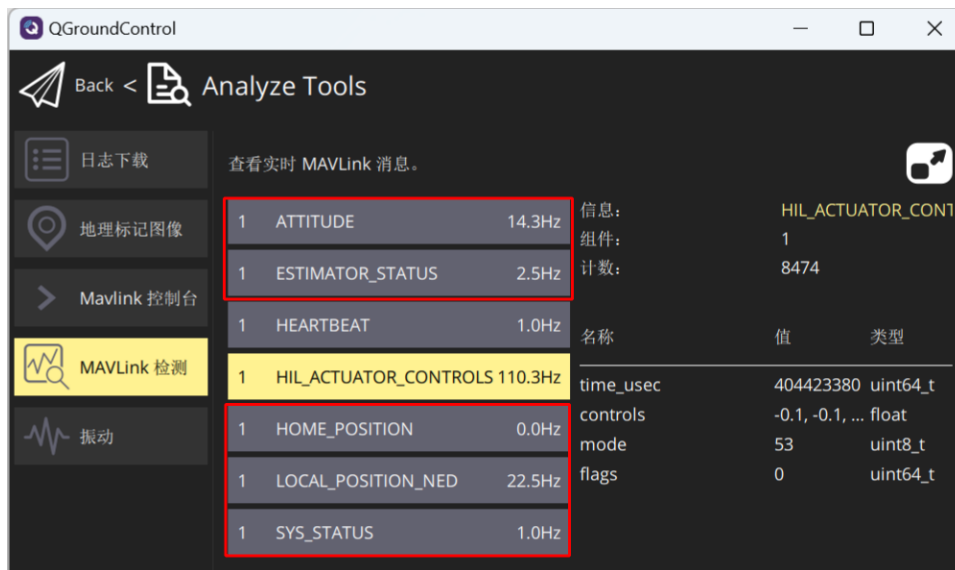 QGroundControl
Back < Analyze Tools
日志下载
地理标记图像
Mavlink 控制台
MAVLink 检测
振动
查看实时 MAVLink 消息。
1 ATTITUDE 14.3Hz
1 ESTIMATOR_STATUS 2.5Hz
1 HEARTBEAT 1.0Hz
1 HIL_ACTUATOR_CONTROLS 110.3Hz
1 HOME_POSITION 0.0Hz
1 LOCAL_POSITION_NED 22.5Hz
1 SYS_STATUS 1.0Hz
信息: HIL_ACTUATOR_CONT
组件: 1
计数: 8474
名称 值 类型
time_usec 404423380 uint64_t
controls -0.1, -0.1, ... float
mode 53 uint8_t
flags 0 uint64_t